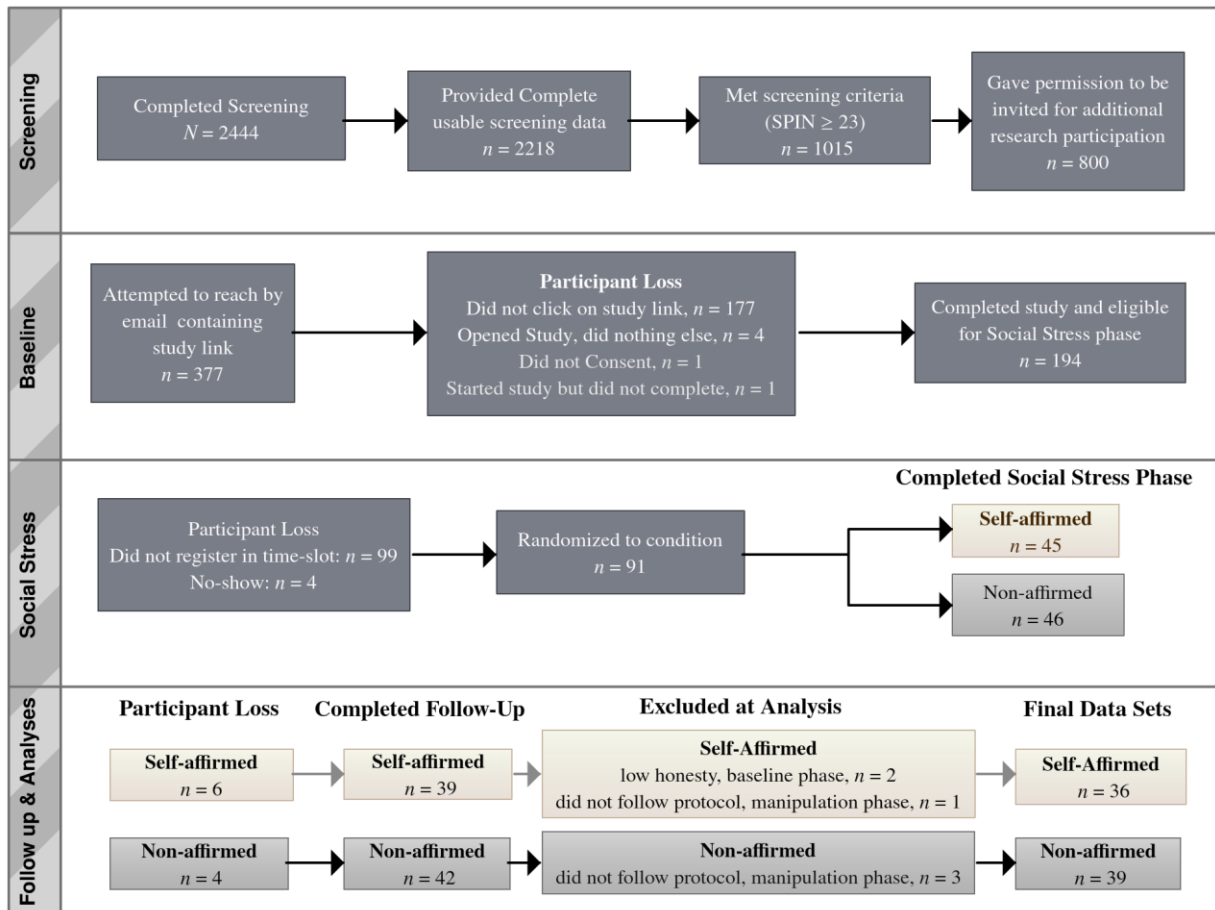 Screening
Completed Screening
N = 2444
Provided Complete
usable screening data
n = 2218
Met screening criteria
(SPIN ≥ 23)
n = 1015
Gave permission to be
invited for additional
research participation
n = 800
Baseline
Attempted to reach by
email containing
study link
n = 377
Participant Loss
Did not click on study link, n = 177
Opened Study, did nothing else, n = 4
Did not Consent, n = 1
Started study but did not complete, n = 1
Completed study and eligible
for Social Stress phase
n = 194
Social Stress
Participant Loss
Did not register in time-slot: n = 99
No-show: n = 4
Randomized to condition
n = 91
Completed Social Stress Phase
Self-affirmed
n = 45
Non-affirmed
n = 46
Follow up & Analyses
Participant Loss
Completed Follow-Up
Excluded at Analysis
Final Data Sets
Self-affirmed
n = 6
Self-affirmed
n = 39
Self-Affirmed
low honesty, baseline phase, n = 2
did not follow protocol, manipulation phase, n = 1
Self-Affirmed
n = 36
Non-affirmed
n = 4
Non-affirmed
n = 42
Non-affirmed
did not follow protocol, manipulation phase, n = 3
Non-affirmed
n = 39